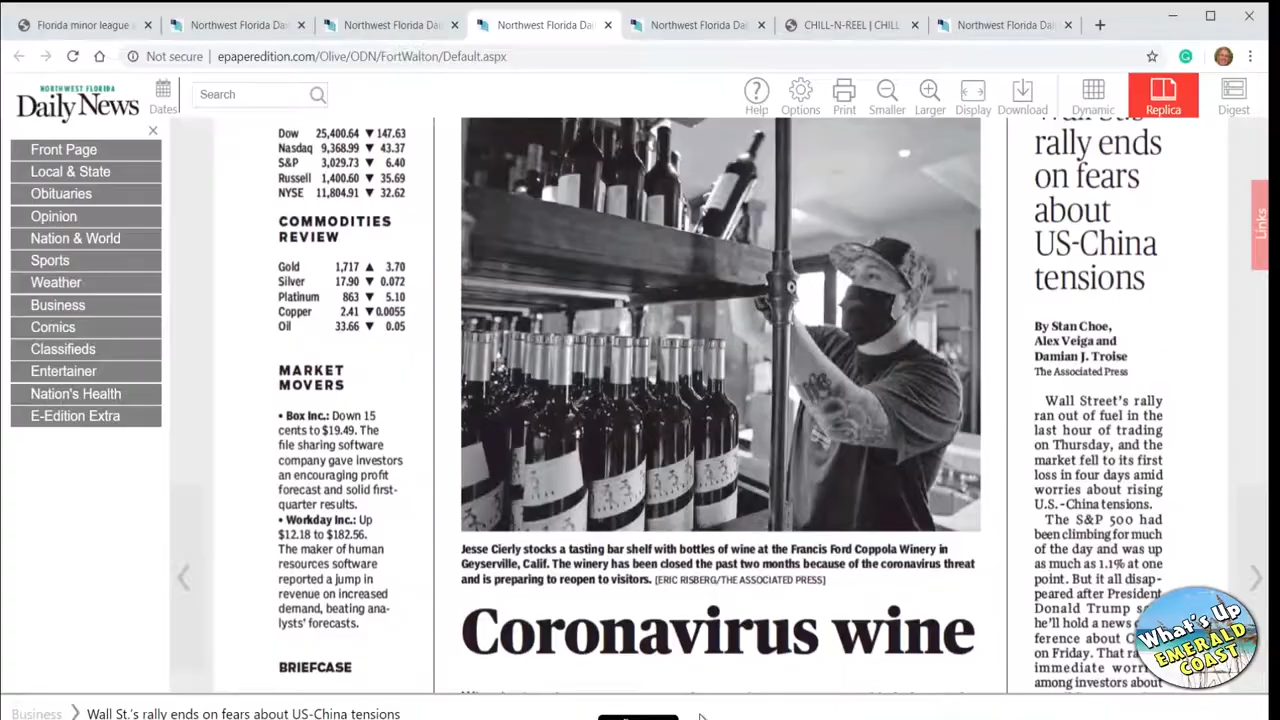 Florida minor league
Northwest Florida Da
Northwest Florida Dai
Northwest Florida Dai
Northwest Florida Dai
CHILL-N-REEL | CHILL
Northwest Florida Dai
Not secure
epaperedition.com/Olive/ODN/FortWalton/Default.aspx
NORTHWEST FLORIDA
Daily News
Dates
Search
Help
Options
Print
Smaller
Larger
Display
Download
Dynamic
Replica
Digest
Front Page
Local & State
Obituaries
Opinion
Nation & World
Sports
Weather
Business
Comics
Classifieds
Entertainer
Nation's Health
E-Edition Extra
Dow 25,400.64 ▼ 147.63
Nasdaq 9,368.99 ▼ 43.37
S&P 3,029.73 ▼ 6.40
Russell 1,400.60 ▼ 35.69
NYSE 11,804.91 ▼ 32.62
COMMODITIES
REVIEW
Gold 1,717 ▲ 3.70
Silver 17.90 ▼ 0.072
Platinum 863 ▼ 5.10
Copper 2.41 ▼ 0.0055
Oil 33.66 ▼ 0.05
MARKET
MOVERS
• Box Inc.: Down 15
cents to $19.49. The
file sharing software
company gave investors
an encouraging profit
forecast and solid first-
quarter results.
• Workday Inc.: Up
$12.18 to $182.56.
The maker of human
resources software
reported a jump in
revenue on increased
demand, beating ana-
lysts' forecasts.
BRIEFCASE
Jesse Cierly stocks a tasting bar shelf with bottles of wine at the Francis Ford Coppola Winery in
Geyserville, Calif. The winery has been closed the past two months because of the coronavirus threat
and is preparing to reopen to visitors. [ERIC RISBERG/THE ASSOCIATED PRESS]
Coronavirus wine
Wall St.'s
rally ends
on fears
about
US-China
tensions
By Stan Choe,
Alex Veiga and
Damian J. Troise
The Associated Press
Wall Street's rally
ran out of fuel in the
last hour of trading
on Thursday, and the
market fell to its first
loss in four days amid
worries about rising
U.S.-China tensions.
The S&P 500 had
been climbing for much
of the day and was up
as much as 1.1% at one
point. But it all disap-
peared after President
Donald Trump s
he'll hold a news
ference about C
on Friday. That ra
immediate worri
among investors about
Links
What's Up
EMERALD
COAST
Business
Wall St.'s rally ends on fears about US-China tensions